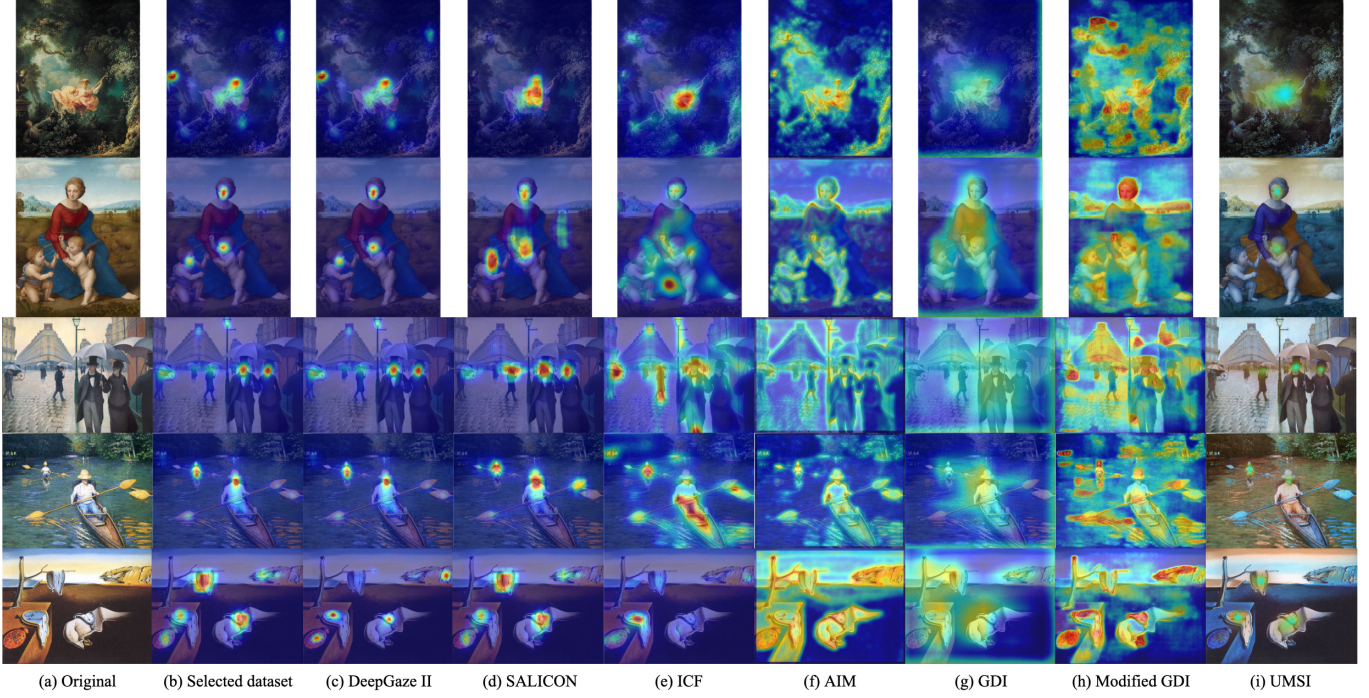 (a) Original
(b) Selected dataset
(c) DeepGaze II
(d) SALICON
(e) ICF
(f) AIM
(g) GDI
(h) Modified GDI
(i) UMSI